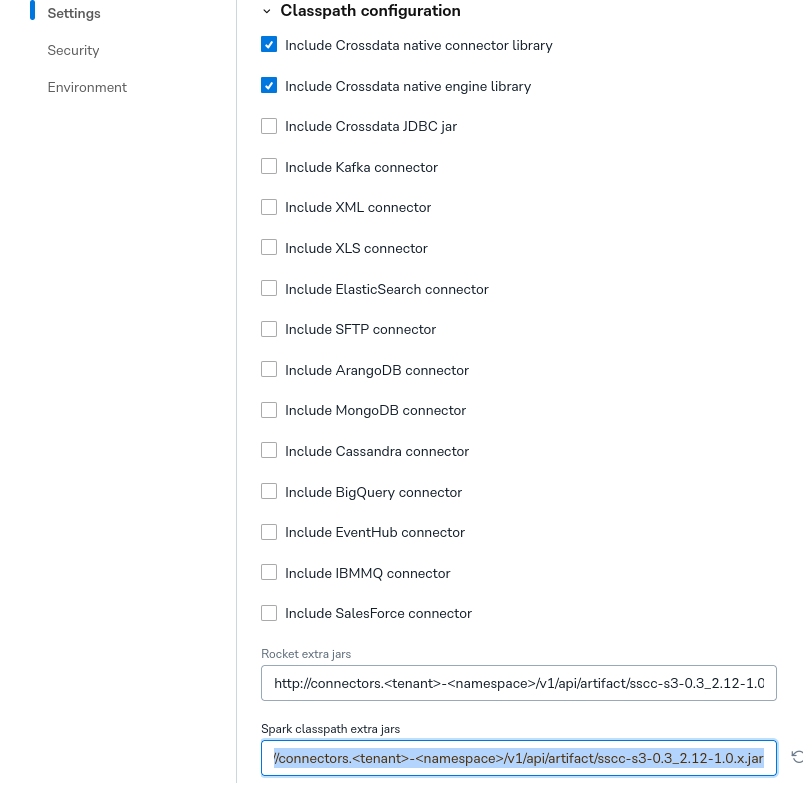 Settings
Security
Environment
Classpath configuration
Include Crossdata native connector library
Include Crossdata native engine library
Include Crossdata JDBC jar
Include Kafka connector
Include XML connector
Include XLS connector
Include ElasticSearch connector
Include SFTP connector
Include ArangoDB connector
Include MongoDB connector
Include Cassandra connector
Include BigQuery connector
Include EventHub connector
Include IBMMQ connector
Include SalesForce connector
Rocket extra jars
http://connectors.<tenant>-<namespace>/v1/api/artifact/sscc-s3-0.3_2.12-1.0
Spark classpath extra jars
//connectors.<tenant>-<namespace>/v1/api/artifact/sscc-s3-0.3_2.12-1.0.x.jar